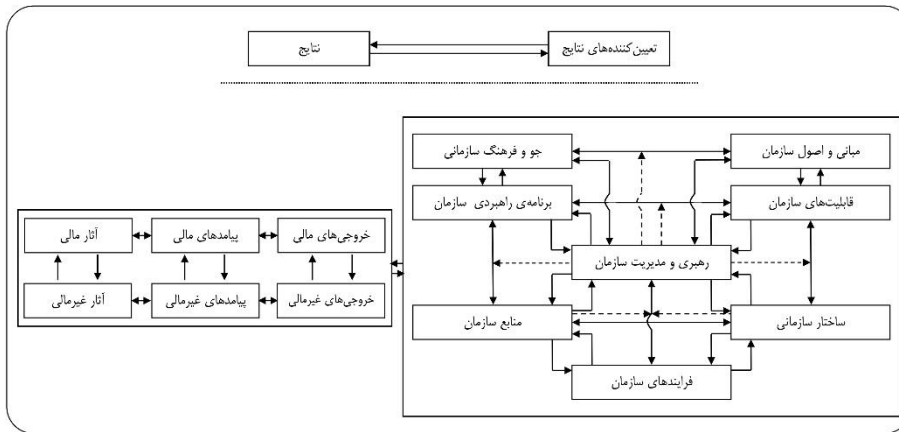 تعیین‌کننده‌های نتایج
نتایج
مبانی و اصول سازمان
جو و فرهنگ سازمانی
قابلیت‌های سازمان
برنامه‌ی راهبردی سازمان
رهبری و مدیریت سازمان
ساختار سازمانی
منابع سازمان
فرایندهای سازمان
خروجی‌های مالی
پیامدهای مالی
آثار مالی
خروجی‌های غیرمالی
پیامدهای غیرمالی
آثار غیرمالی